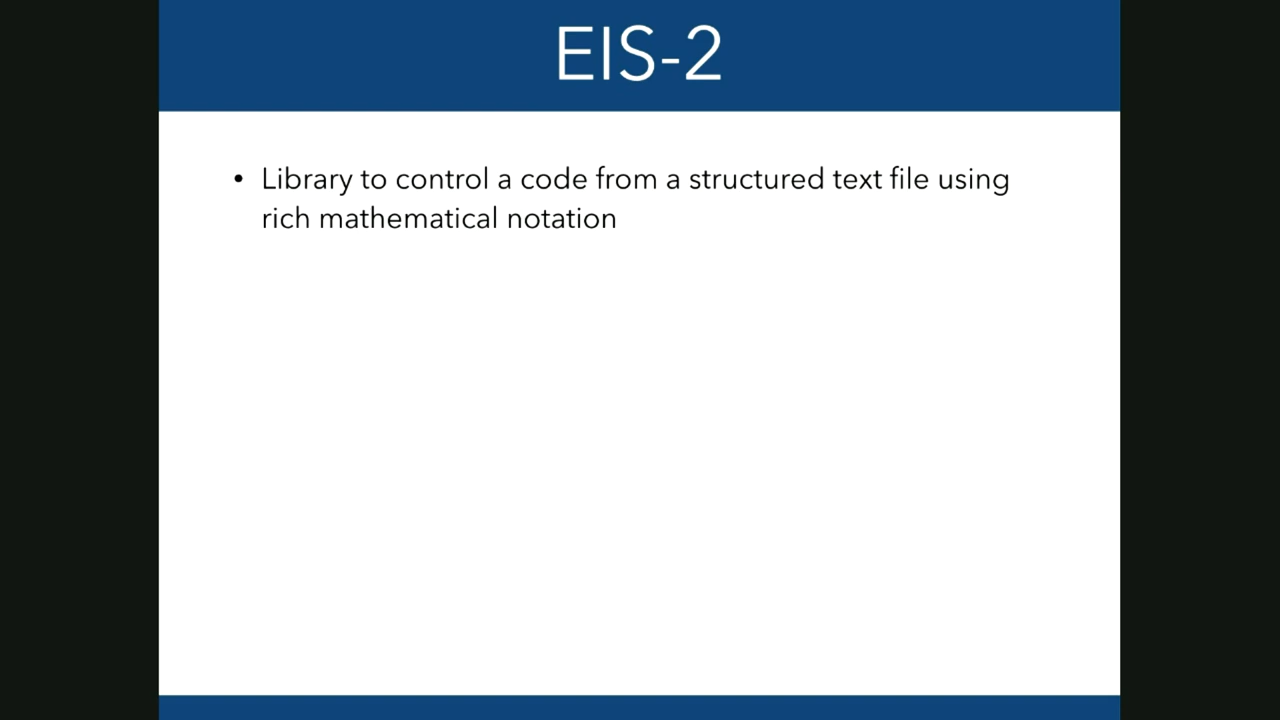 EIS-2
• Library to control a code from a structured text file using
rich mathematical notation